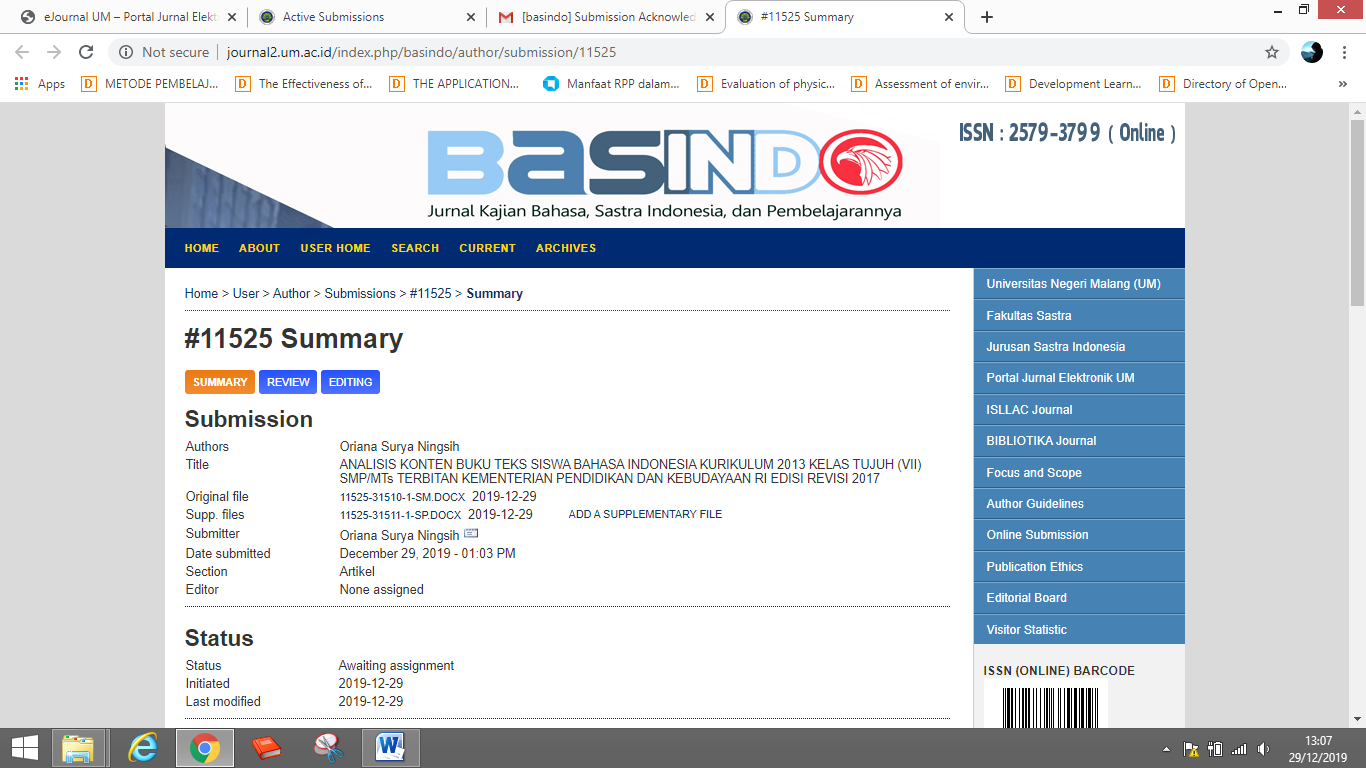 eJournal UM – Portal Jurnal Elekt
Active Submissions
[basindo] Submission Acknowled
#11525 Summary
Not secure
journal2.um.ac.id/index.php/basindo/author/submission/11525
Apps
METODE PEMBELAJ...
The Effectiveness of...
THE APPLICATION...
Manfaat RPP dalam...
Evaluation of physic...
Assessment of envir...
Development Learn...
Directory of Open...
BASINDO
Jurnal Kajian Bahasa, Sastra Indonesia, dan Pembelajarannya
ISSN : 2579-3799 ( Online )
HOME ABOUT USER HOME SEARCH CURRENT ARCHIVES
Home > User > Author > Submissions > #11525 > Summary
#11525 Summary
SUMMARY REVIEW EDITING
Submission
Authors Oriana Surya Ningsih
Title ANALISIS KONTEN BUKU TEKS SISWA BAHASA INDONESIA KURIKULUM 2013 KELAS TUJUH (VII)
SMP/MTs TERBITAN KEMENTERIAN PENDIDIKAN DAN KEBUDAYAAN RI EDISI REVISI 2017
Original file 11525-31510-1-SM.DOCX 2019-12-29
Supp. files 11525-31511-1-SP.DOCX 2019-12-29 ADD A SUPPLEMENTARY FILE
Submitter Oriana Surya Ningsih
Date submitted December 29, 2019 - 01:03 PM
Section Artikel
Editor None assigned
Status
Status Awaiting assignment
Initiated 2019-12-29
Last modified 2019-12-29
Universitas Negeri Malang (UM)
Fakultas Sastra
Jurusan Sastra Indonesia
Portal Jurnal Elektronik UM
ISLLAC Journal
BIBLIOTIKA Journal
Focus and Scope
Author Guidelines
Online Submission
Publication Ethics
Editorial Board
Visitor Statistic
ISSN (ONLINE) BARCODE
13:07
29/12/2019